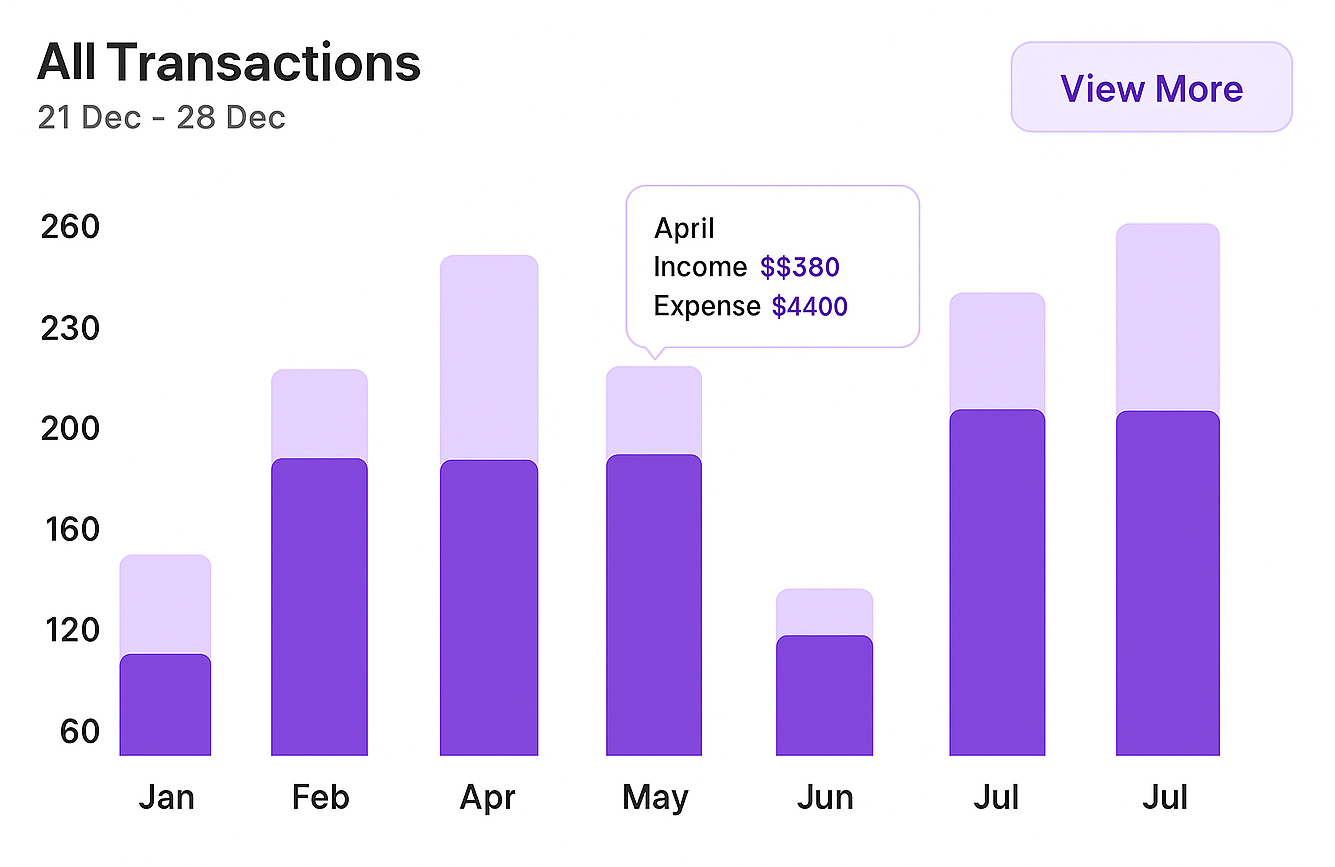 All Transactions
21 Dec - 28 Dec
View More
260
230
200
160
120
60
April
Income $$380
Expense $4400
Jan Feb Apr May Jun Jul Jul